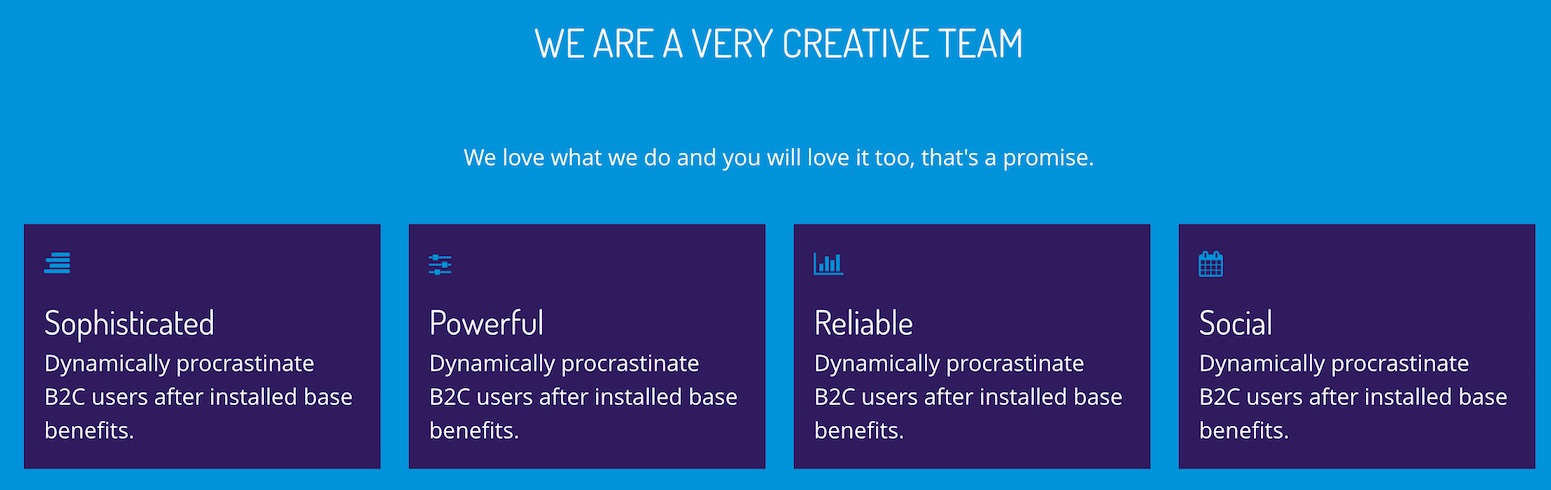 WE ARE A VERY CREATIVE TEAM
We love what we do and you will love it too, that's a promise.
Sophisticated
Dynamically procrastinate
B2C users after installed base
benefits.
Powerful
Dynamically procrastinate
B2C users after installed base
benefits.
Reliable
Dynamically procrastinate
B2C users after installed base
benefits.
Social
Dynamically procrastinate
B2C users after installed base
benefits.